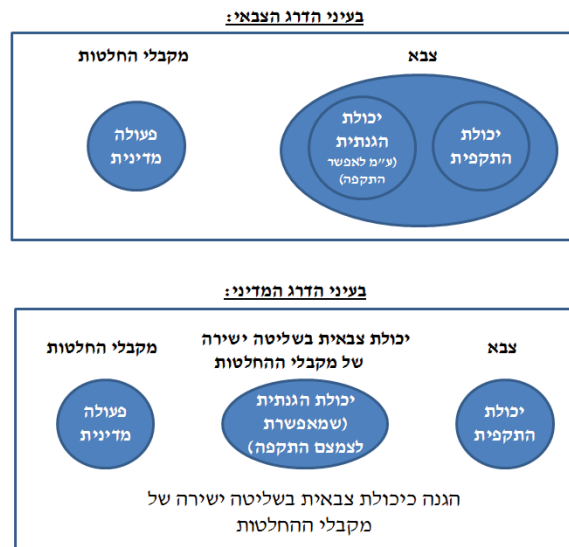 בעיני הדרג הצבאי:
צבא
מקבלי החלטות
יכולת
הגנתית
(ע״מ לאפשר
התקפה)
יכולת
התקפית
פעולה
מדינית
בעיני הדרג המדיני:
צבא
יכולת צבאית בשליטה ישירה
של מקבלי ההחלטות
מקבלי החלטות
יכולת
התקפית
יכולת הגנתית
(שמאפשרת
לצמצם התקפה)
פעולה
מדינית
הגנה כיכולת צבאית בשליטה ישירה של
מקבלי ההחלטות